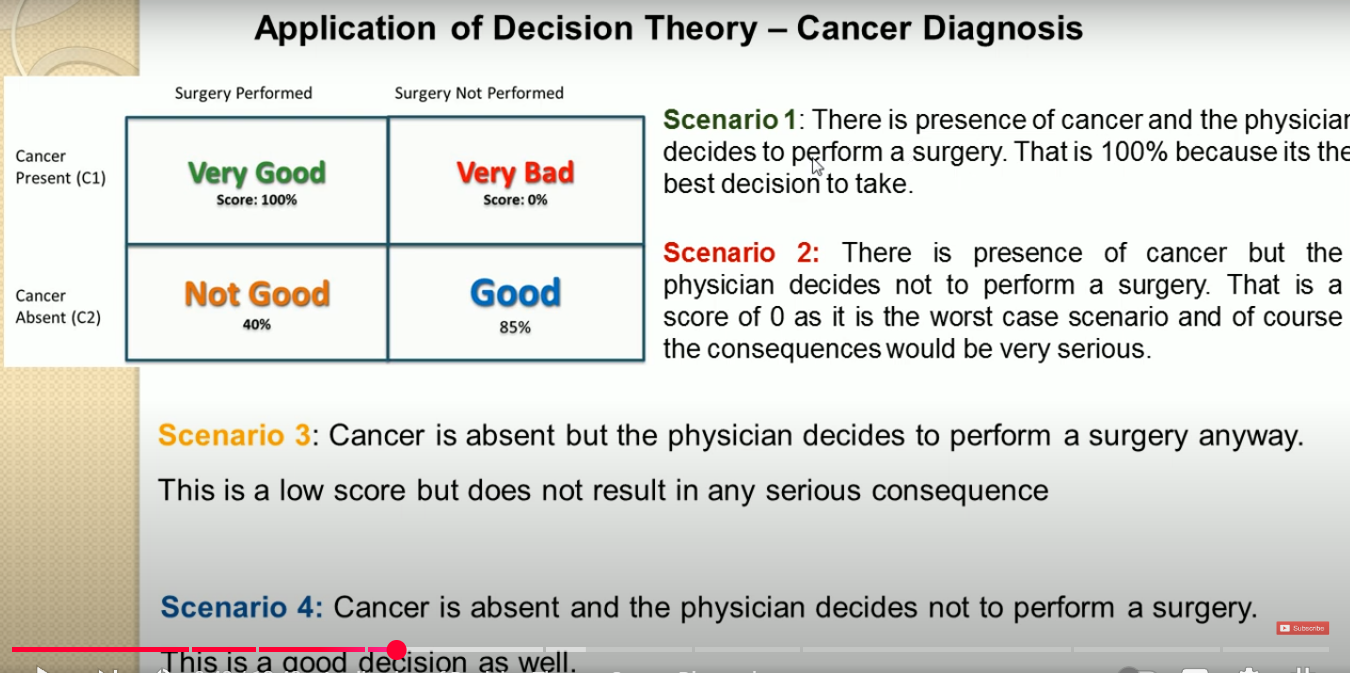 Application of Decision Theory – Cancer Diagnosis
Surgery Performed
Surgery Not Performed
Cancer
Present (C1)
Very Good
Score: 100%
Very Bad
Score: 0%
Cancer
Absent (C2)
Not Good
40%
Good
85%
Scenario 1: There is presence of cancer and the physician
decides to perform a surgery. That is 100% because its the
best decision to take.
Scenario 2: There is presence of cancer but the
physician decides not to perform a surgery. That is a
score of 0 as it is the worst case scenario and of course
the consequences would be very serious.
Scenario 3: Cancer is absent but the physician decides to perform a surgery anyway.
This is a low score but does not result in any serious consequence
Scenario 4: Cancer is absent and the physician decides not to perform a surgery.
Subscribe
This is a good decision as well.